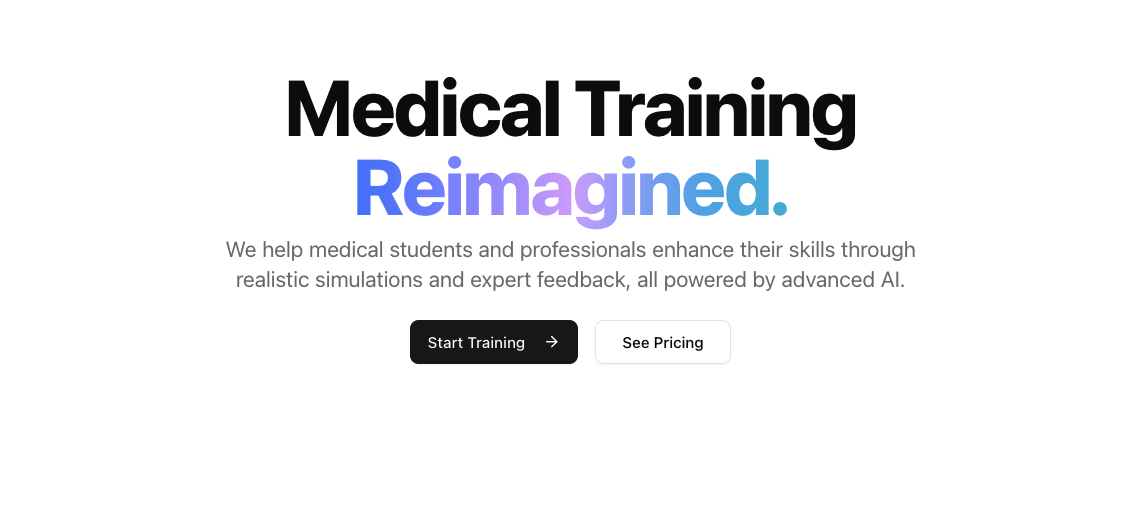 Medical Training
Reimagined.
We help medical students and professionals enhance their skills through
realistic simulations and expert feedback, all powered by advanced AI.
Start Training →
See Pricing